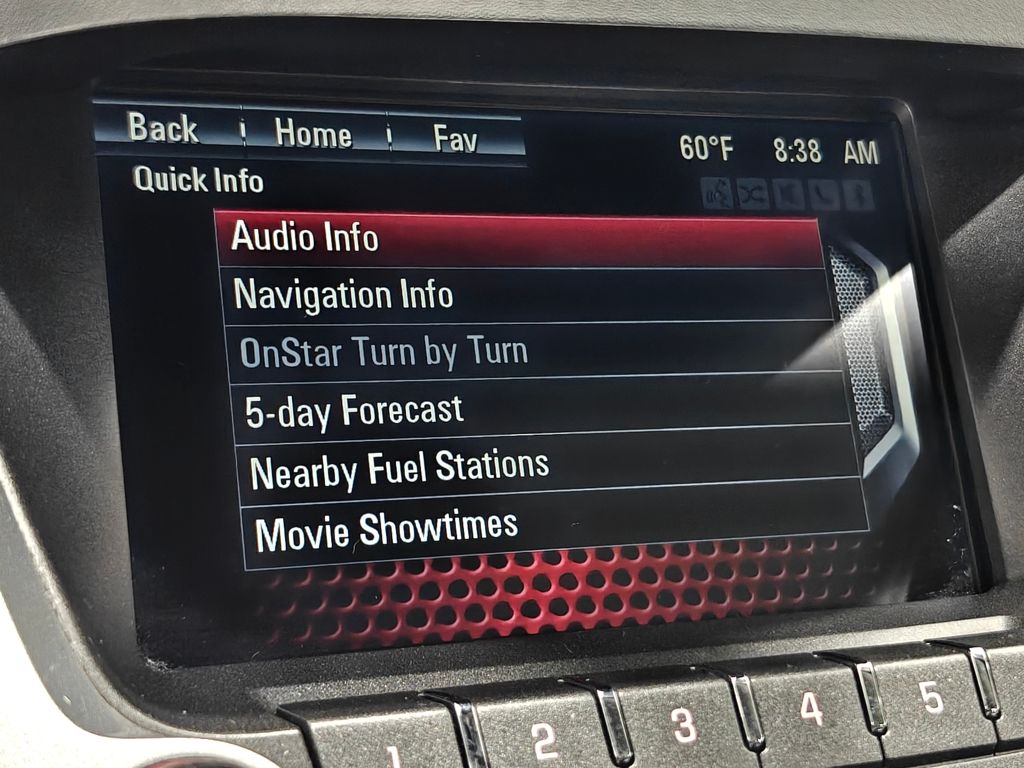 Back Home Fav
60°F 8:38 AM
Quick Info
Audio Info
Navigation Info
OnStar Turn by Turn
5-day Forecast
Nearby Fuel Stations
Movie Showtimes
1 2 3 4 5